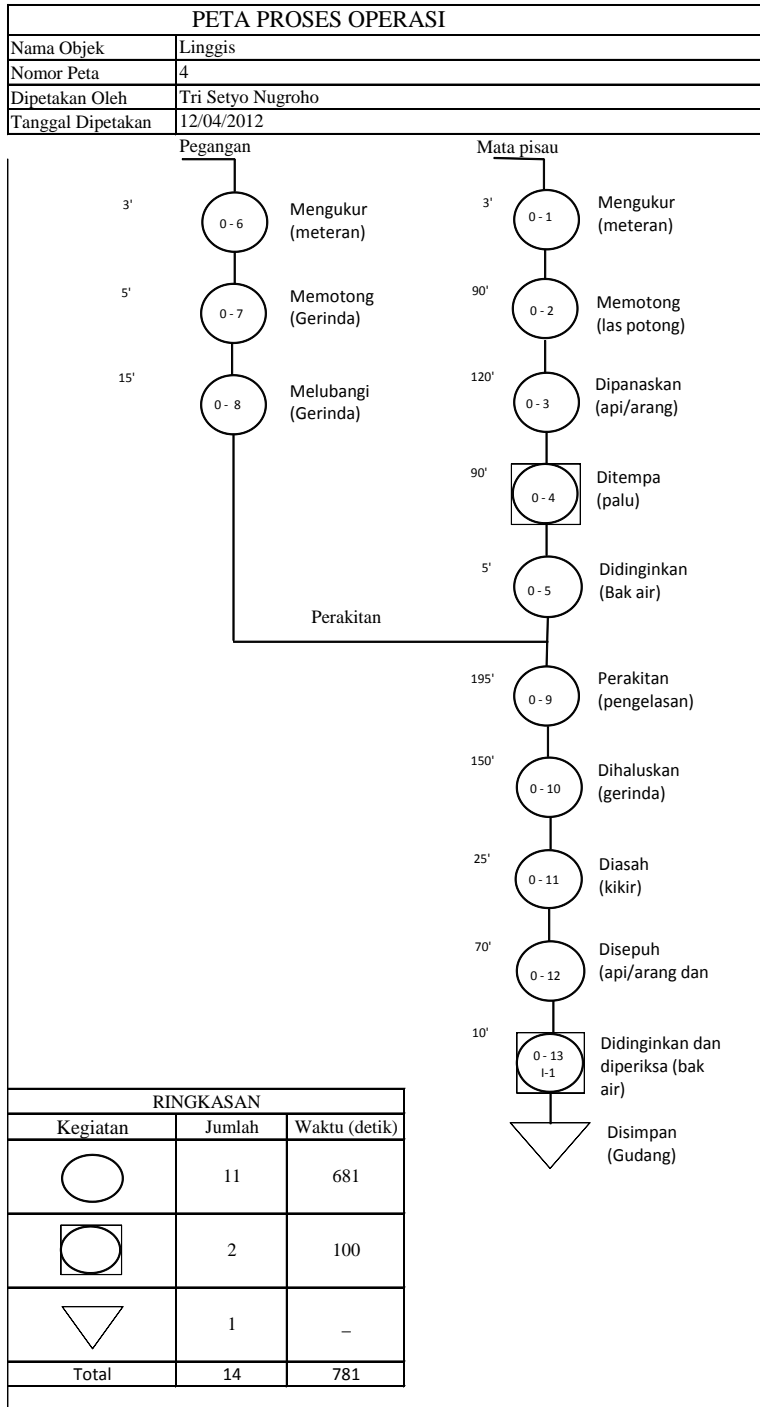 PETA PROSES OPERASI
Nama Objek Linggis
Nomor Peta 4
Dipetakan Oleh Tri Setyo Nugroho
Tanggal Dipetakan 12/04/2012
Pegangan
3'
0 - 6
Mengukur
(meteran)
5'
0 - 7
Memotong
(Gerinda)
15'
0 - 8
Melubangi
(Gerinda)
Mata pisau
3'
0 - 1
Mengukur
(meteran)
90'
0 - 2
Memotong
(las potong)
120'
0 - 3
Dipanaskan
(api/arang)
90'
0 - 4
Ditempa
(palu)
5'
0 - 5
Didinginkan
(Bak air)
Perakitan
195'
0 - 9
Perakitan
(pengelasan)
150'
0 - 10
Dihaluskan
(gerinda)
25'
0 - 11
Diasah
(kikir)
70'
0 - 12
Disepuh
(api/arang dan
10'
0 - 13
I-1
Didinginkan dan
diperiksa (bak
air)
Disimpan
(Gudang)
RINGKASAN
Kegiatan Jumlah Waktu (detik)
11 681
2 100
1 –
Total 14 781